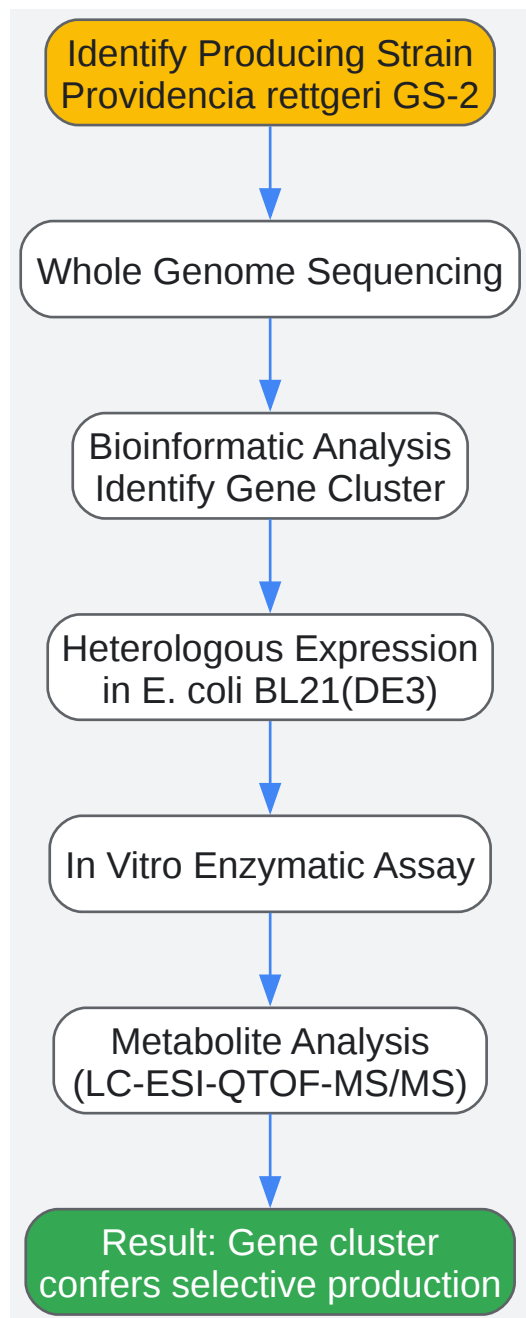 Identify Producing Strain
Providencia rettgeri GS-2
Whole Genome Sequencing
Bioinformatic Analysis
Identify Gene Cluster
Heterologous Expression
in E. coli BL21(DE3)
In Vitro Enzymatic Assay
Metabolite Analysis
(LC-ESI-QTOF-MS/MS)
Result: Gene cluster
confers selective production